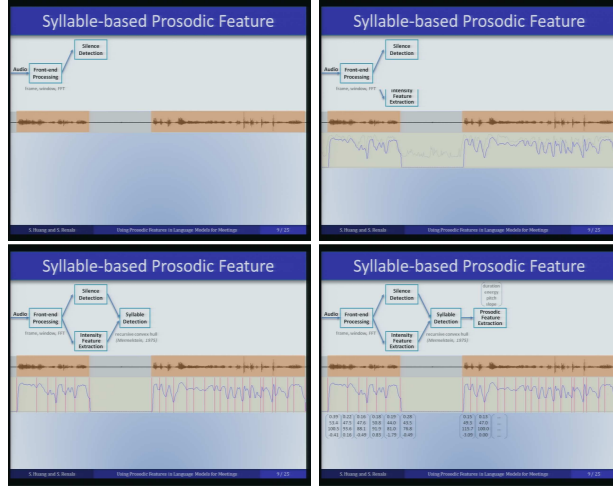 Syllable-based Prosodic Feature
Silence
Detection
Audio
Front-end
Processing
frame, window, FFT
S. Huang and S. Renals
Using Prosodic Features in Language Models for Meetings
9 / 25
Syllable-based Prosodic Feature
Silence
Detection
Audio
Front-end
Processing
frame, window, FFT
Intensity
Feature
Extraction
S. Huang and S. Renals
Using Prosodic Features in Language Models for Meetings
9 / 25
Syllable-based Prosodic Feature
Silence
Detection
Audio
Front-end
Processing
frame, window, FFT
Syllable
Detection
Intensity
Feature
Extraction
recursive convex hull
(Mermelstein, 1975)
S. Huang and S. Renals
Using Prosodic Features in Language Models for Meetings
9 / 25
Syllable-based Prosodic Feature
duration
energy
pitch
slope
Silence
Detection
Audio
Front-end
Processing
frame, window, FFT
Syllable
Detection
Prosodic
Feature
Extraction
Intensity
Feature
Extraction
recursive convex hull
(Mermelstein, 1975)
S. Huang and S. Renals
Using Prosodic Features in Language Models for Meetings
9 / 25